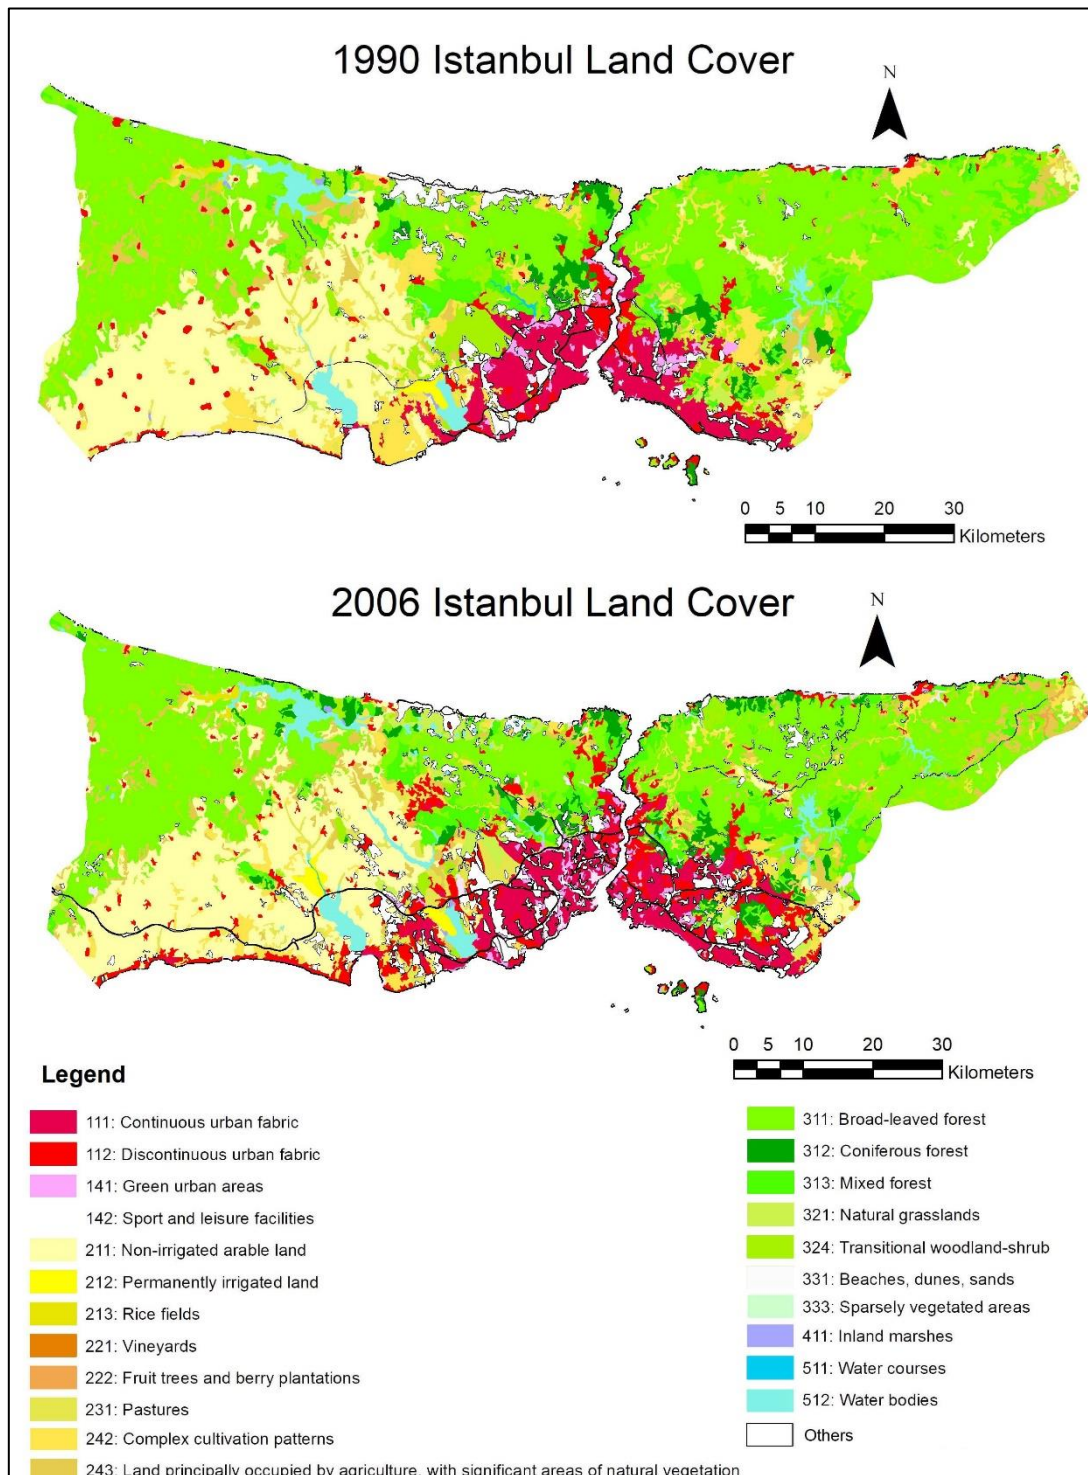 1990 Istanbul Land Cover
N
0 5 10 20 30
Kilometers
2006 Istanbul Land Cover
N
0 5 10 20 30
Kilometers
Legend
111: Continuous urban fabric
112: Discontinuous urban fabric
141: Green urban areas
142: Sport and leisure facilities
211: Non-irrigated arable land
212: Permanently irrigated land
213: Rice fields
221: Vineyards
222: Fruit trees and berry plantations
231: Pastures
242: Complex cultivation patterns
243: Land principally occupied by agriculture, with significant areas of natural vegetation
311: Broad-leaved forest
312: Coniferous forest
313: Mixed forest
321: Natural grasslands
324: Transitional woodland-shrub
331: Beaches, dunes, sands
333: Sparsely vegetated areas
411: Inland marshes
511: Water courses
512: Water bodies
Others